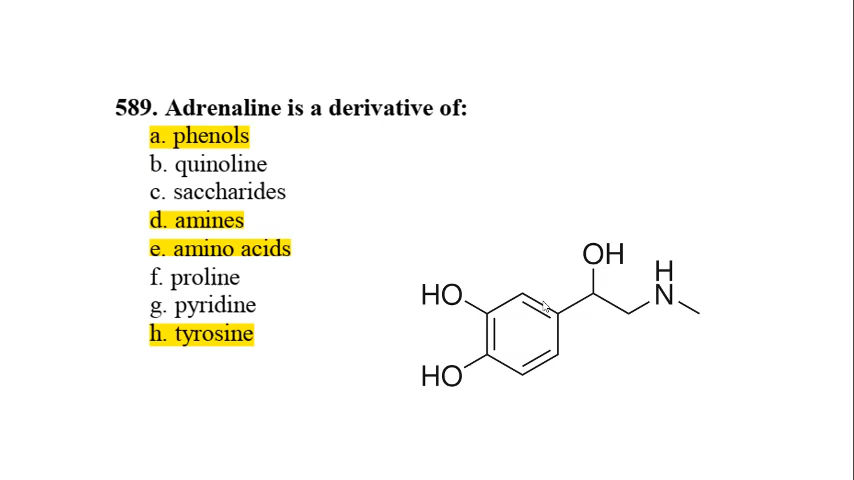 589. Adrenaline is a derivative of:
a. phenols
b. quinoline
c. saccharides
d. amines
e. amino acids
f. proline
g. pyridine
h. tyrosine
OH
H
N
HO
HO